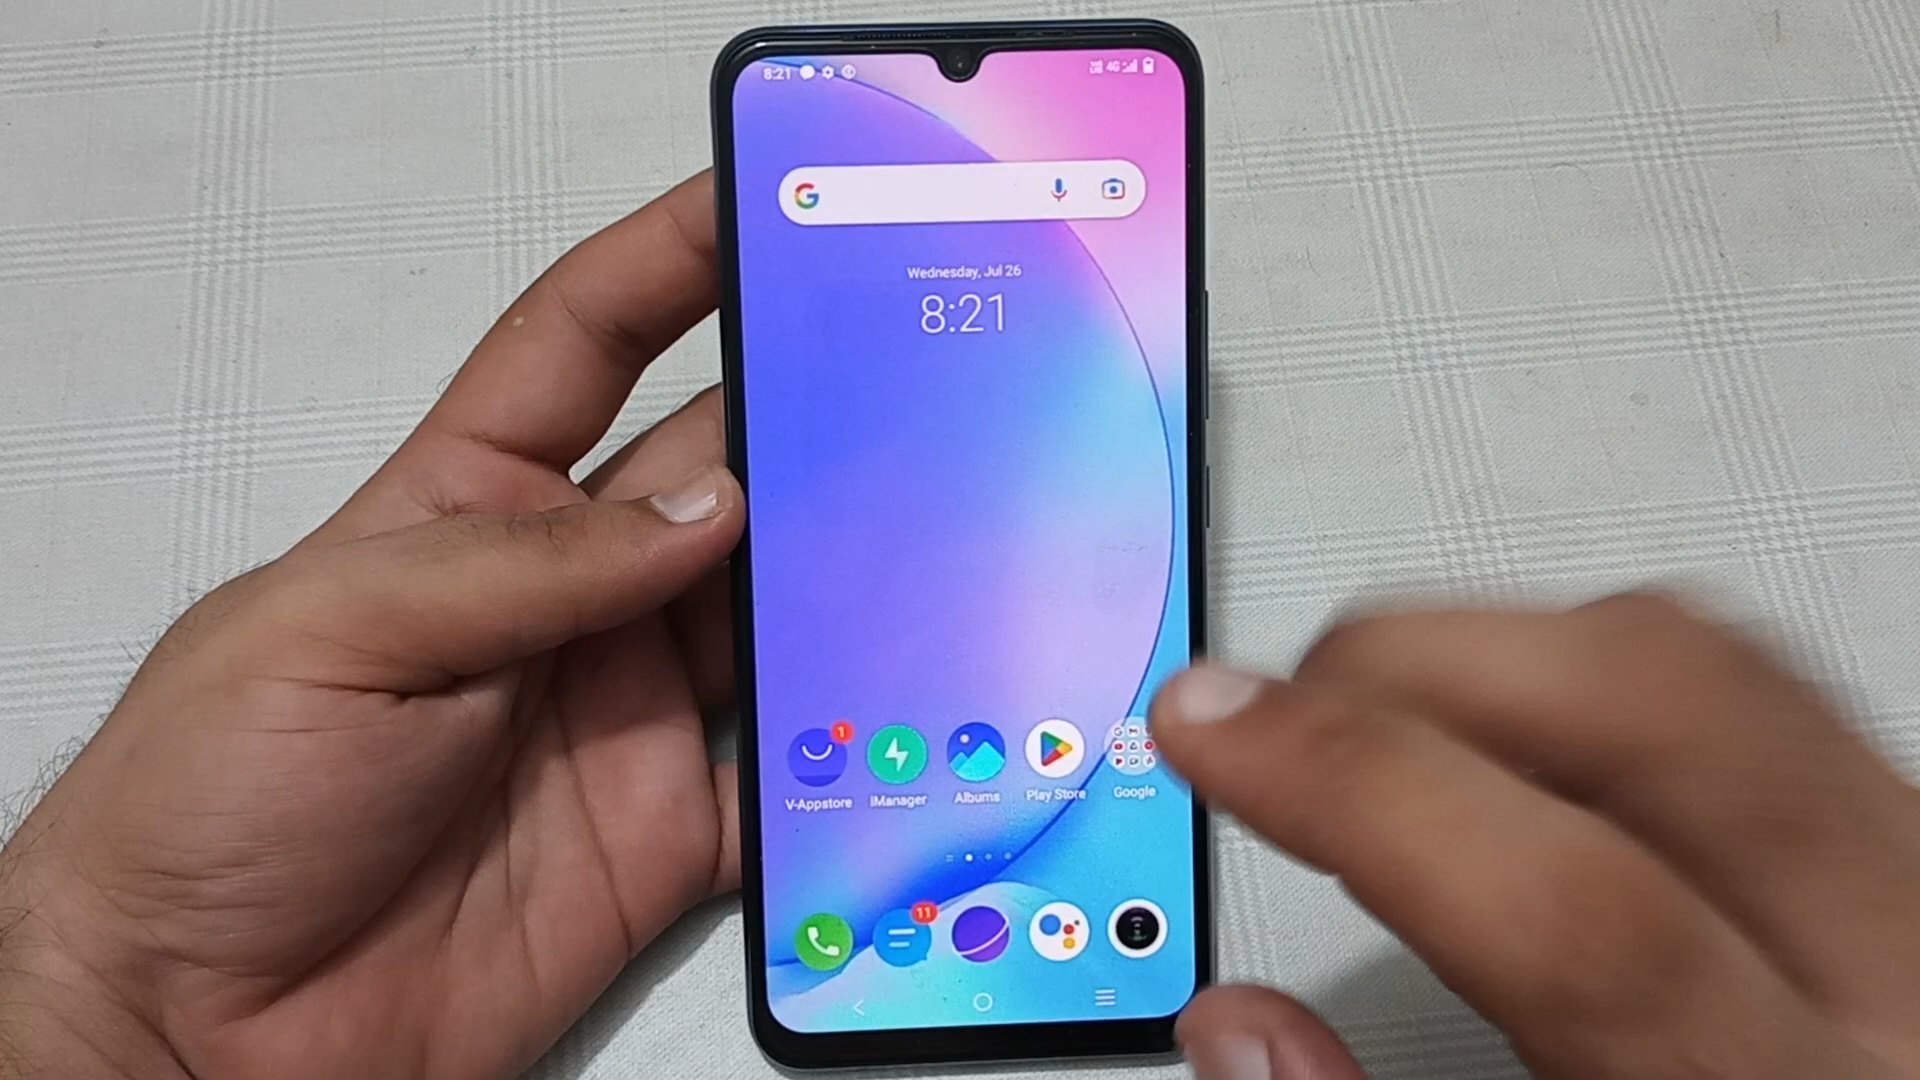 8:21
4G
G
Wednesday, Jul 26
8:21
1
V-Appstore
iManager
Albums
Play Store
Google
11